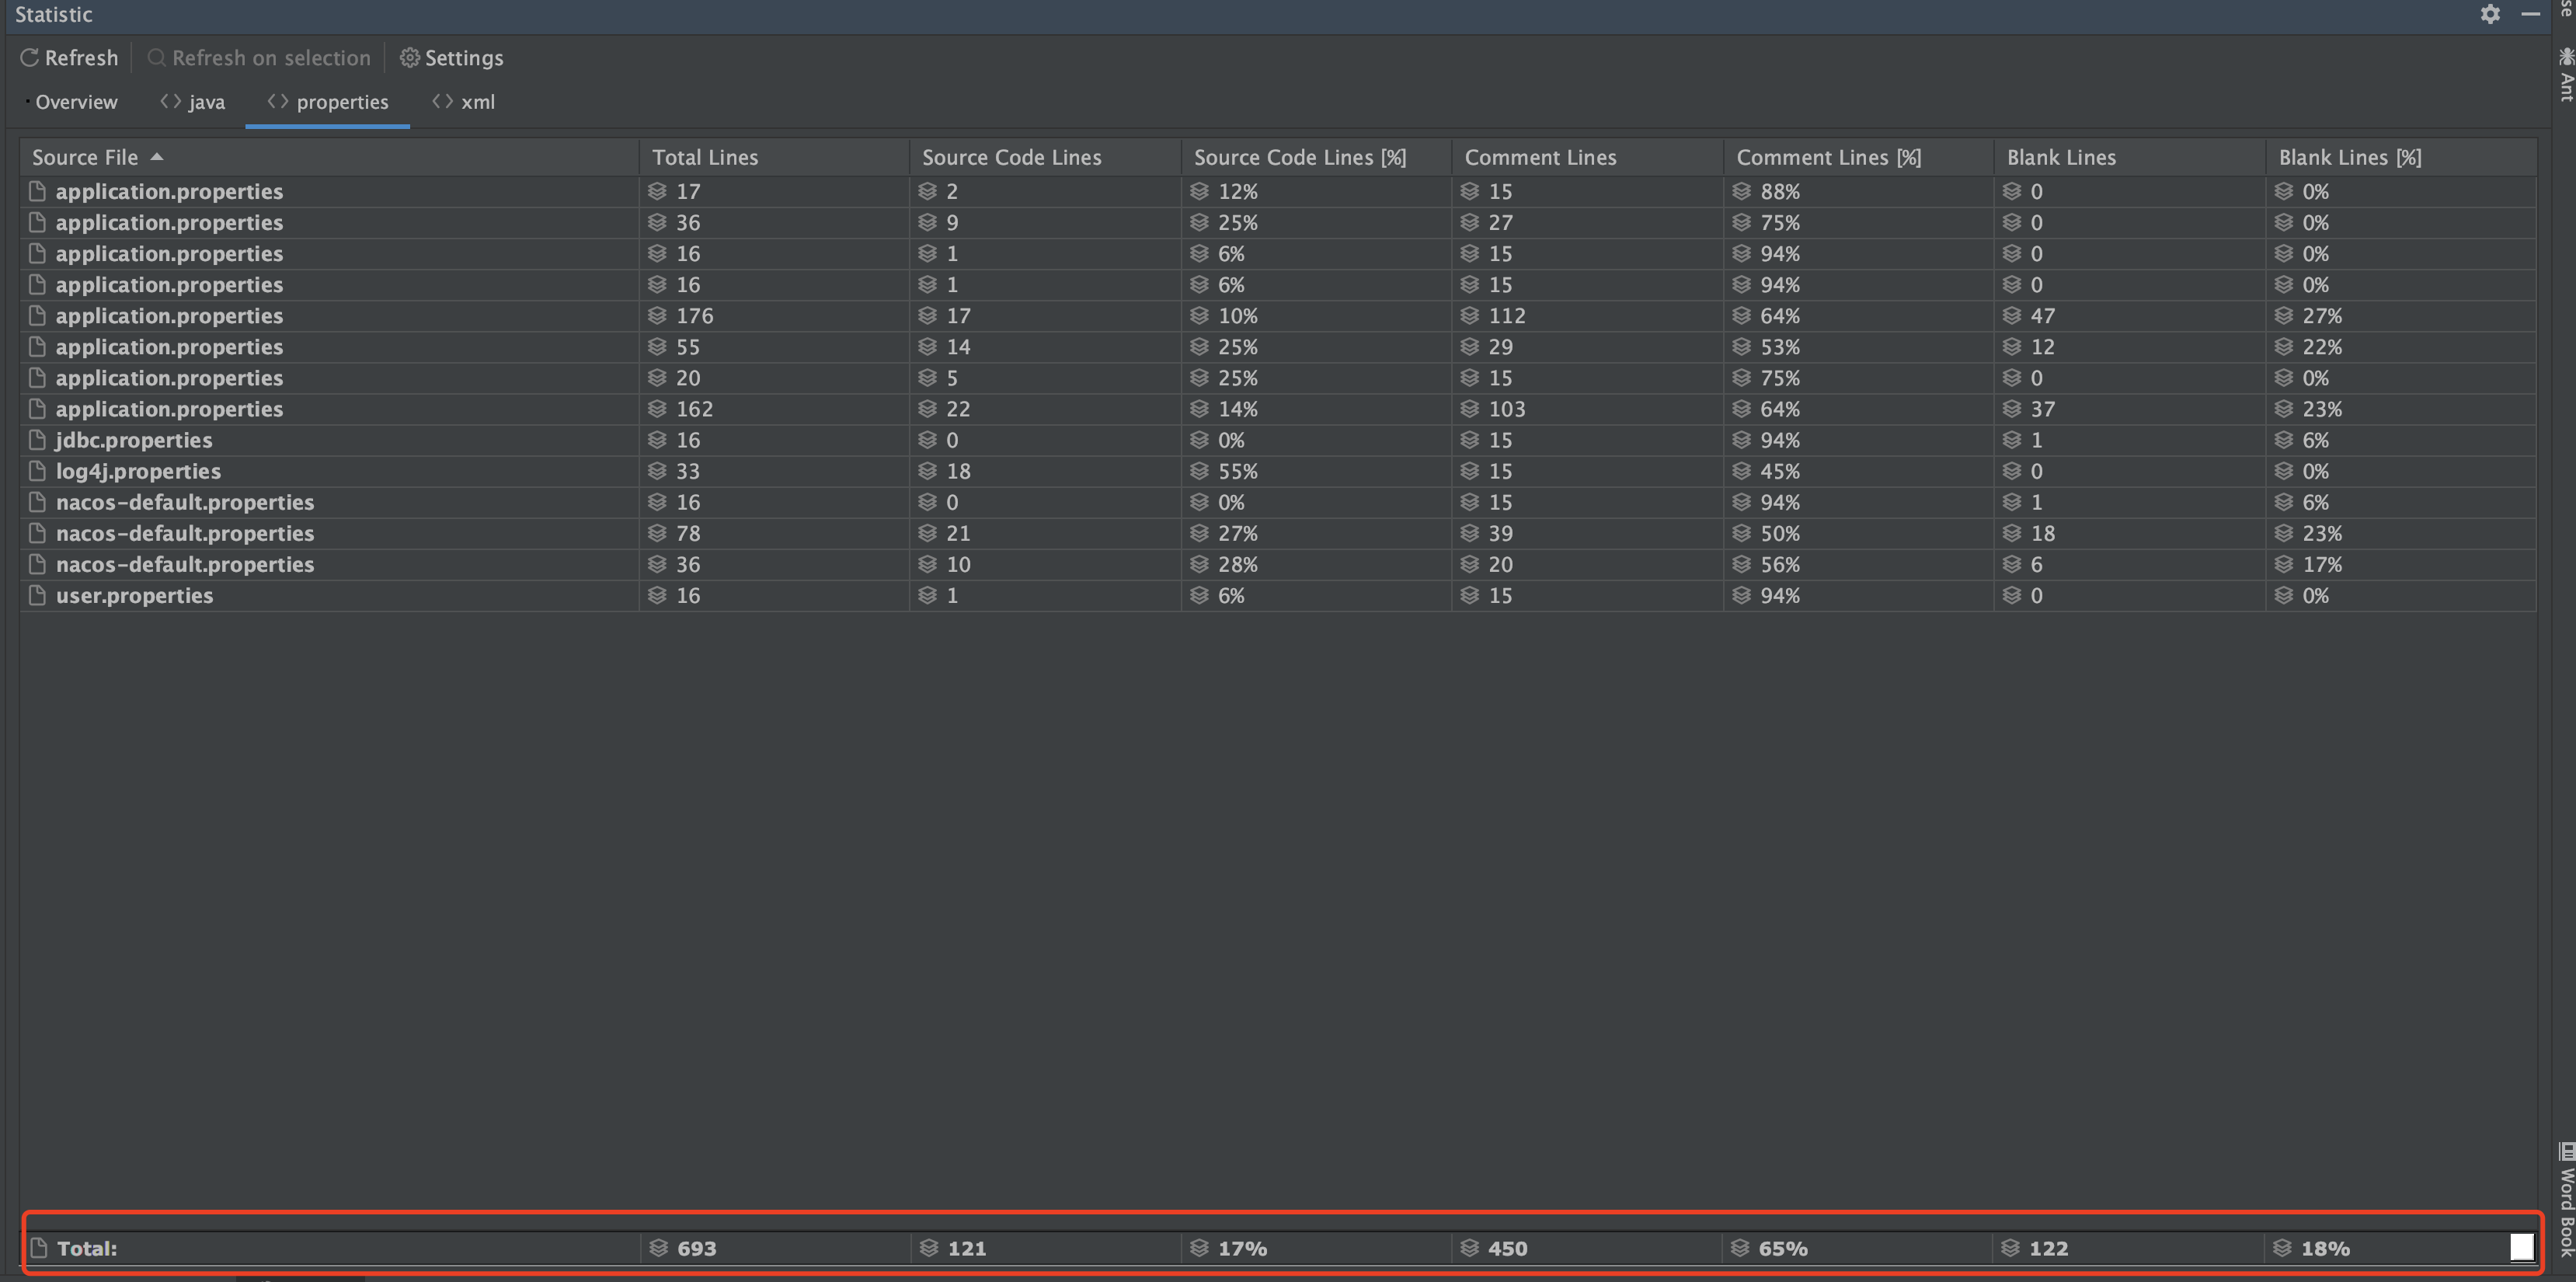 Statistic
Refresh Refresh on selection Settings
Overview java properties xml
Source File Total Lines Source Code Lines Source Code Lines [%] Comment Lines Comment Lines [%] Blank Lines Blank Lines [%]
application.properties 17 2 12% 15 88% 0 0%
application.properties 36 9 25% 27 75% 0 0%
application.properties 16 1 6% 15 94% 0 0%
application.properties 16 1 6% 15 94% 0 0%
application.properties 176 17 10% 112 64% 47 27%
application.properties 55 14 25% 29 53% 12 22%
application.properties 20 5 25% 15 75% 0 0%
application.properties 162 22 14% 103 64% 37 23%
jdbc.properties 16 0 0% 15 94% 1 6%
log4j.properties 33 18 55% 15 45% 0 0%
nacos-default.properties 16 0 0% 15 94% 1 6%
nacos-default.properties 78 21 27% 39 50% 18 23%
nacos-default.properties 36 10 28% 20 56% 6 17%
user.properties 16 1 6% 15 94% 0 0%
Total: 693 121 17% 450 65% 122 18%
se
Ant
Word Book